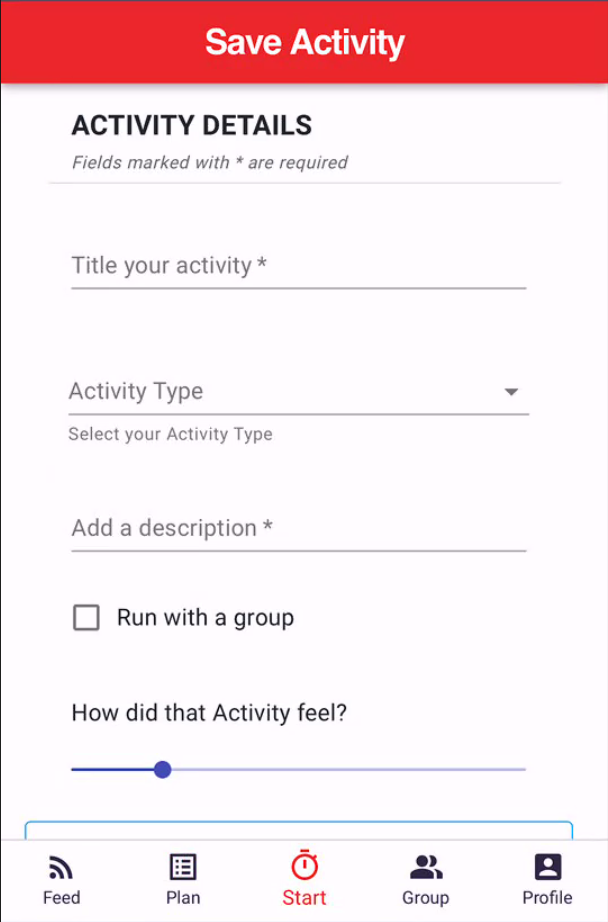 Save Activity
ACTIVITY DETAILS
Fields marked with * are required
Title your activity *
Activity Type
Select your Activity Type
Add a description *
Run with a group
How did that Activity feel?
Feed Plan Start Group Profile